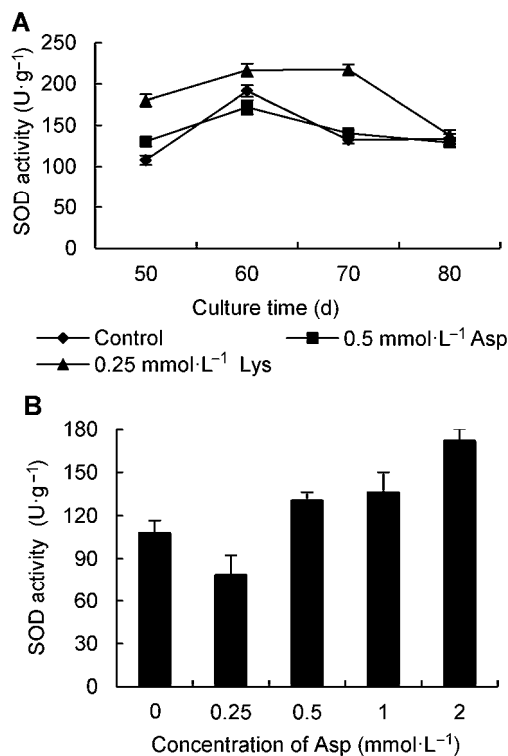 A
SOD activity (U·g⁻¹)
250
200
150
100
50
0
50 60 70 80
Culture time (d)
Control
0.5 mmol·L⁻¹ Asp
0.25 mmol·L⁻¹ Lys
B
SOD activity (U·g⁻¹)
180
150
120
90
60
30
0
0 0.25 0.5 1 2
Concentration of Asp (mmol·L⁻¹)